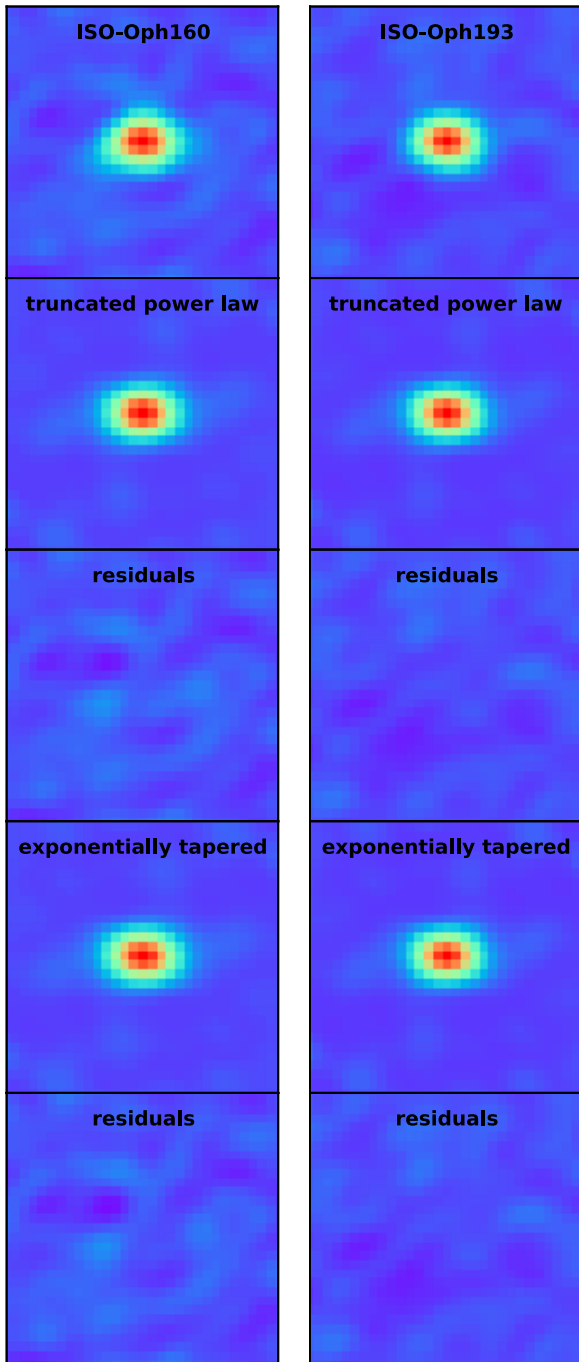 ISO-Oph160
ISO-Oph193
truncated power law
truncated power law
residuals
residuals
exponentially tapered
exponentially tapered
residuals
residuals